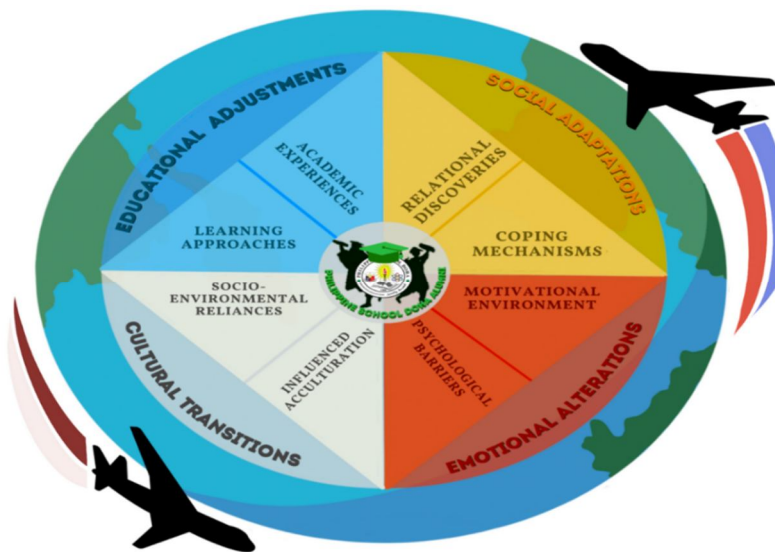 EDUCATIONAL ADJUSTMENTS
ACADEMIC
EXPERIENCES
LEARNING
APPROACHES
SOCIAL ADAPTATIONS
RELATIONAL
DISCOVERIES
COPING
MECHANISMS
SOCIO-
ENVIRONMENTAL
RELIANCES
INFLUENCED
ACCULTURATION
CULTURAL TRANSITIONS
MOTIVATIONAL
ENVIRONMENT
PSYCHOLOGICAL
BARRIERS
EMOTIONAL ALTERATIONS
PHILIPPINE SCHOOL DOHA ALUMNI